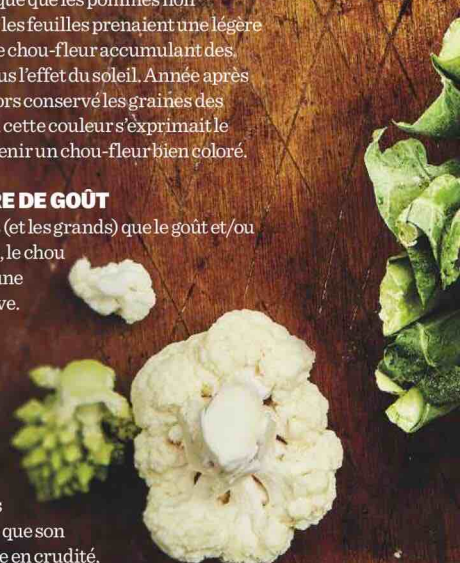 que que les pommes non
les feuilles prenaient une légère
e chou-fleur accumulant des,
us l'effet du soleil. Année après
ors conservé les graines des
cette couleur s'exprimait le
enir un chou-fleur bien coloré.
RE DE GOÛT
(et les grands) que le goût et/ou
, le chou
une
ve.
s
que son
e en crudité,